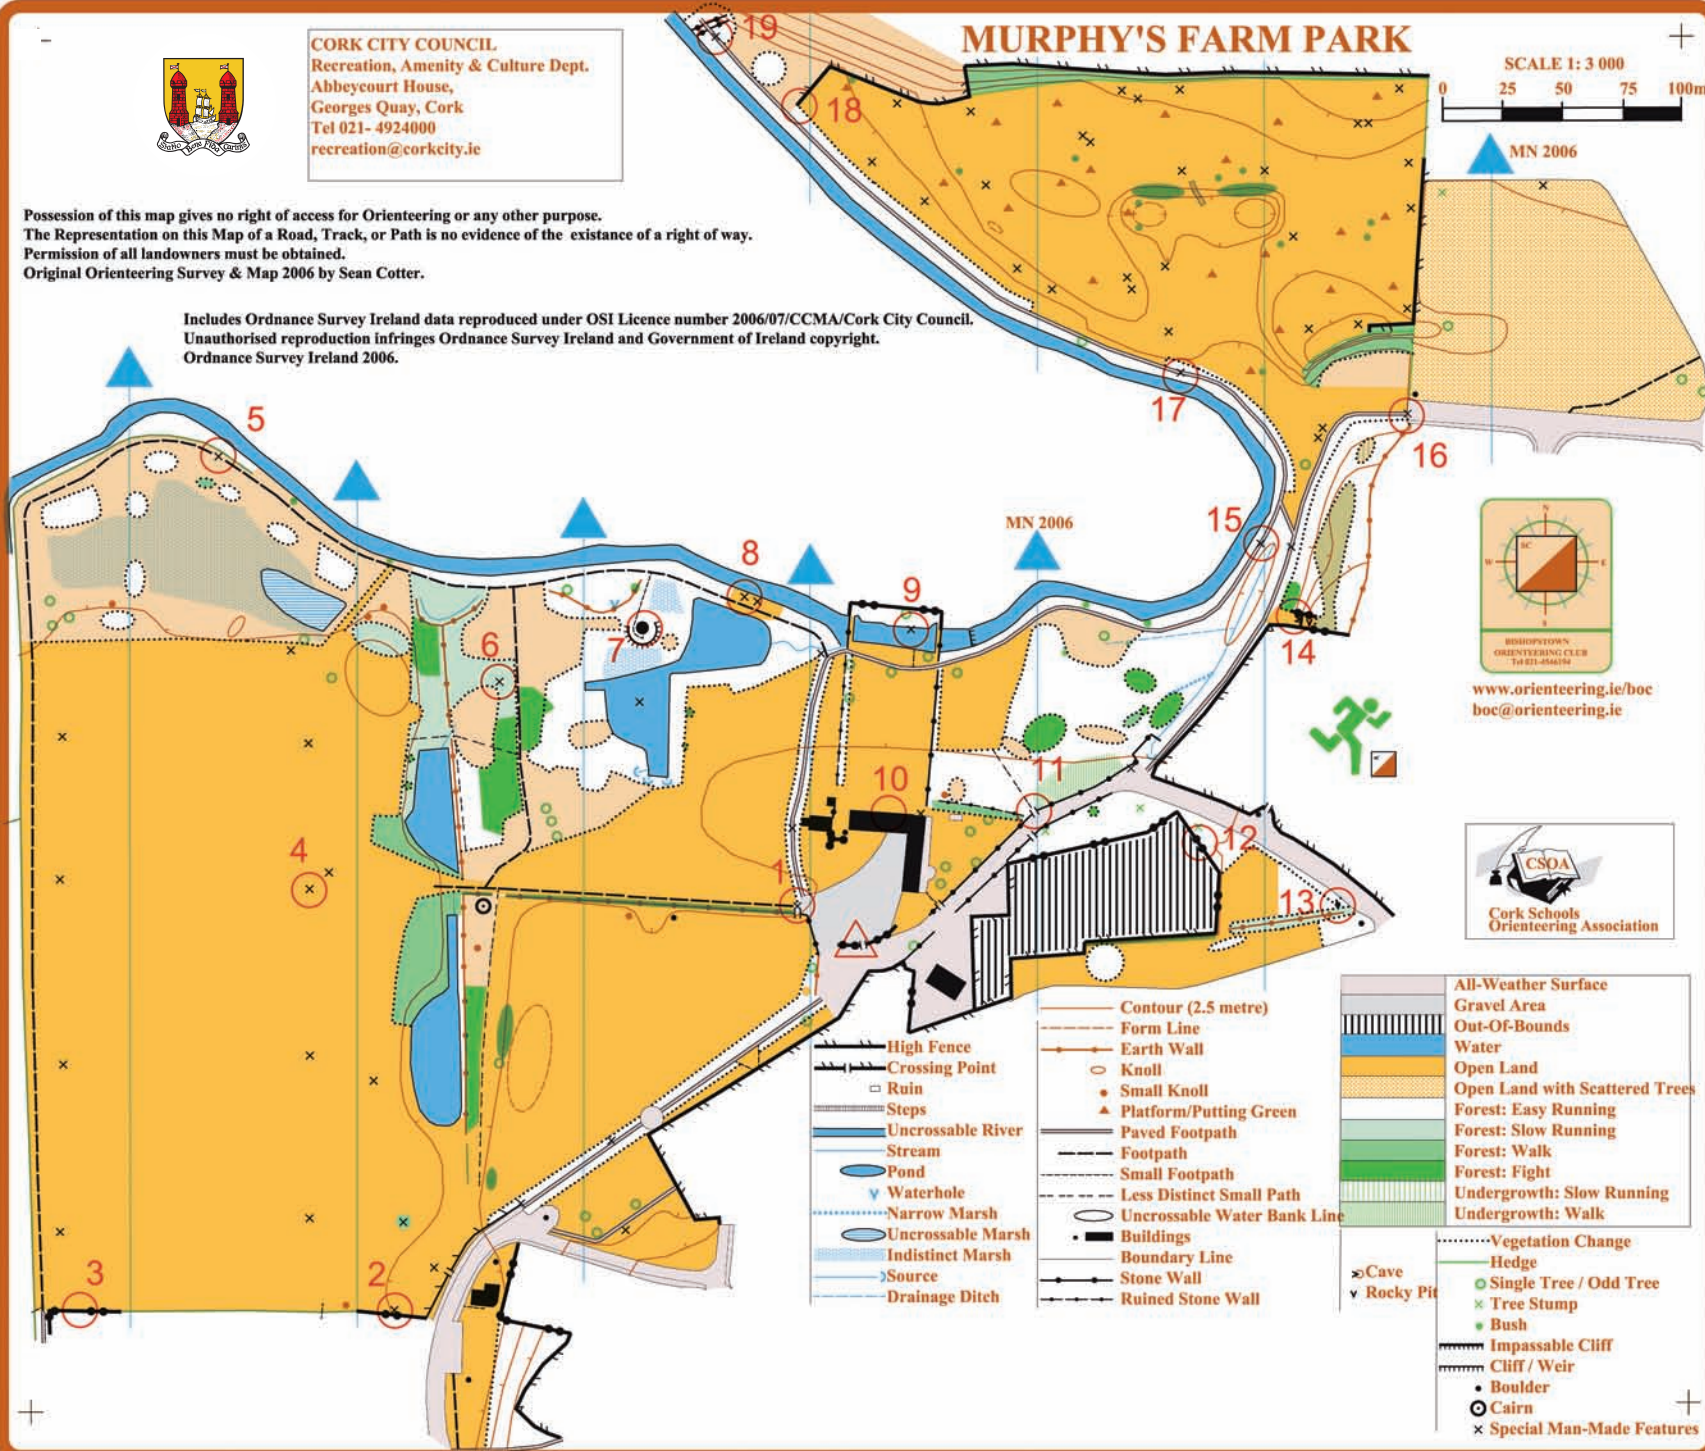 MURPHY'S FARM PARK
CORK CITY COUNCIL
Recreation, Amenity & Culture Dept.
Abbeycourt House,
Georges Quay, Cork
Tel 021- 4924000
recreation@corkcity.ie
SCALE 1: 3 000
0 25 50 75 100m
MN 2006
Possession of this map gives no right of access for Orienteering or any other purpose.
The Representation on this Map of a Road, Track, or Path is no evidence of the existance of a right of way.
Permission of all landowners must be obtained.
Original Orienteering Survey & Map 2006 by Sean Cotter.
Includes Ordnance Survey Ireland data reproduced under OSI Licence number 2006/07/CCMA/Cork City Council.
Unauthorised reproduction infringes Ordnance Survey Ireland and Government of Ireland copyright.
Ordnance Survey Ireland 2006.
19
18
17
16
5
15
MN 2006
8
9
14
6
7
11
10
4
1
12
13
2
3
N
W E
S
BISHOPSTOWN
ORIENTEERING CLUB
Tel 021-4546194
www.orienteering.ie/boc
boc@orienteering.ie
CSOA
Cork Schools
Orienteering Association
High Fence
Crossing Point
Ruin
Steps
Uncrossable River
Stream
Pond
Waterhole
Narrow Marsh
Uncrossable Marsh
Indistinct Marsh
Source
Drainage Ditch
Contour (2.5 metre)
Form Line
Earth Wall
Knoll
Small Knoll
Platform/Putting Green
Paved Footpath
Footpath
Small Footpath
Less Distinct Small Path
Uncrossable Water Bank Line
Buildings
Boundary Line
Stone Wall
Ruined Stone Wall
All-Weather Surface
Gravel Area
Out-Of-Bounds
Water
Open Land
Open Land with Scattered Trees
Forest: Easy Running
Forest: Slow Running
Forest: Walk
Forest: Fight
Undergrowth: Slow Running
Undergrowth: Walk
Cave
Rocky Pit
Vegetation Change
Hedge
Single Tree / Odd Tree
Tree Stump
Bush
Impassable Cliff
Cliff / Weir
Boulder
Cairn
Special Man-Made Features